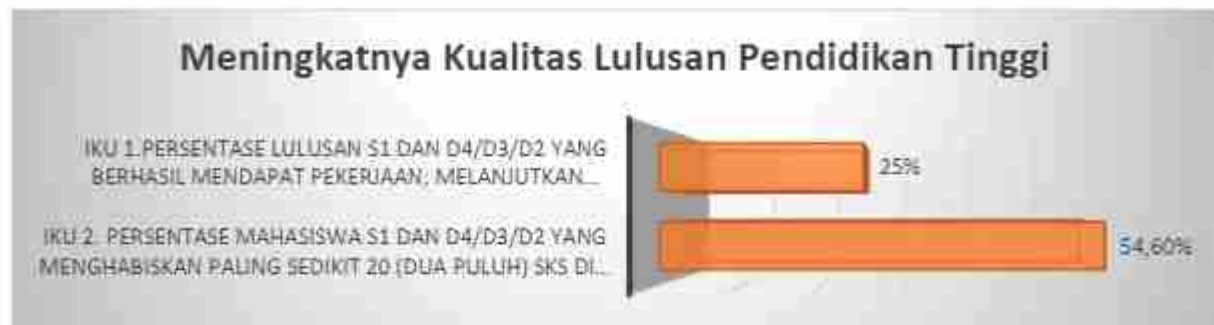 Meningkatnya Kualitas Lulusan Pendidikan Tinggi
IKU 1.PERSENTASE LULUSAN S1 DAN D4/D3/D2 YANG
BERHASIL MENDAPAT PEKERJAAN; MELANJUTKAN...
25%
IKU 2. PERSENTASE MAHASISWA S1 DAN D4/D3/D2 YANG
MENGHABISKAN PALING SEDIKIT 20 (DUA PULUH) SKS DI...
54,60%